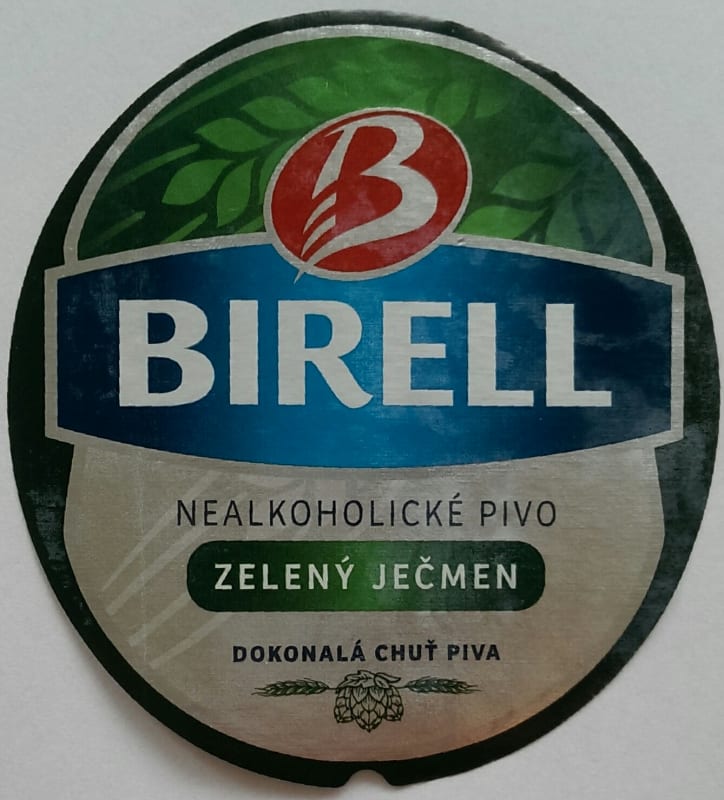 B
BIRELL
NEALKOHOLICKÉ PIVO
ZELENÝ JEČMEN
DOKONALÁ CHUŤ PIVA